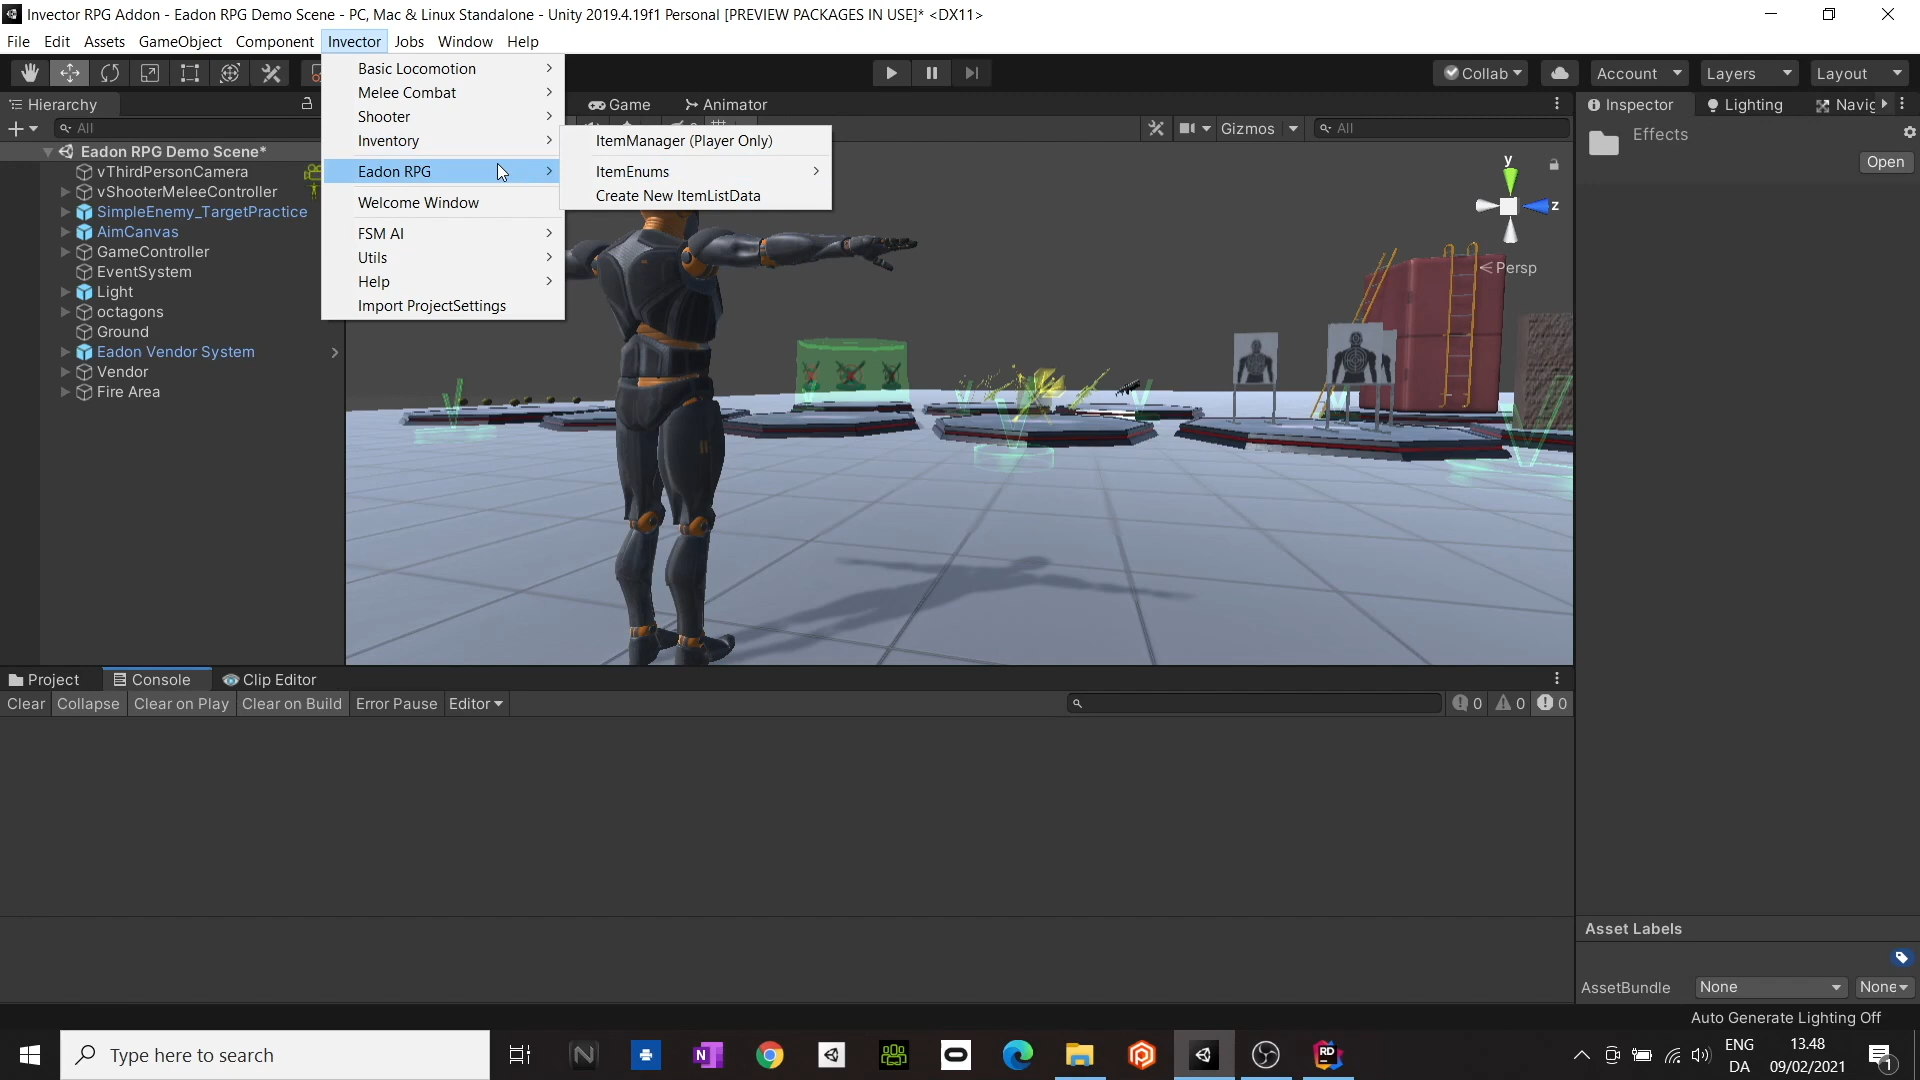 Invector RPG Addon - Eadon RPG Demo Scene - PC, Mac & Linux Standalone - Unity 2019.4.19f1 Personal [PREVIEW PACKAGES IN USE]* <DX11>
File Edit Assets GameObject Component Invector Jobs Window Help
Collab Account Layers Layout
Hierarchy
All
Eadon RPG Demo Scene*
vThirdPersonCamera
vShooterMeleeController
SimpleEnemy_TargetPractice
AimCanvas
GameController
EventSystem
Light
octagons
Ground
Eadon Vendor System
Vendor
Fire Area
Basic Locomotion
Melee Combat
Shooter
Inventory
Eadon RPG
Welcome Window
FSM AI
Utils
Help
Import ProjectSettings
ItemManager (Player Only)
ItemEnums
Create New ItemListData
Game Animator
Gizmos All
y
z
Persp
Inspector Lighting Navig
Effects
Open
Project Console Clip Editor
Clear Collapse Clear on Play Clear on Build Error Pause Editor
0 0 0
Asset Labels
AssetBundle None None
Auto Generate Lighting Off
Type here to search
N
N
RD
ENG
DA
13.48
09/02/2021
1